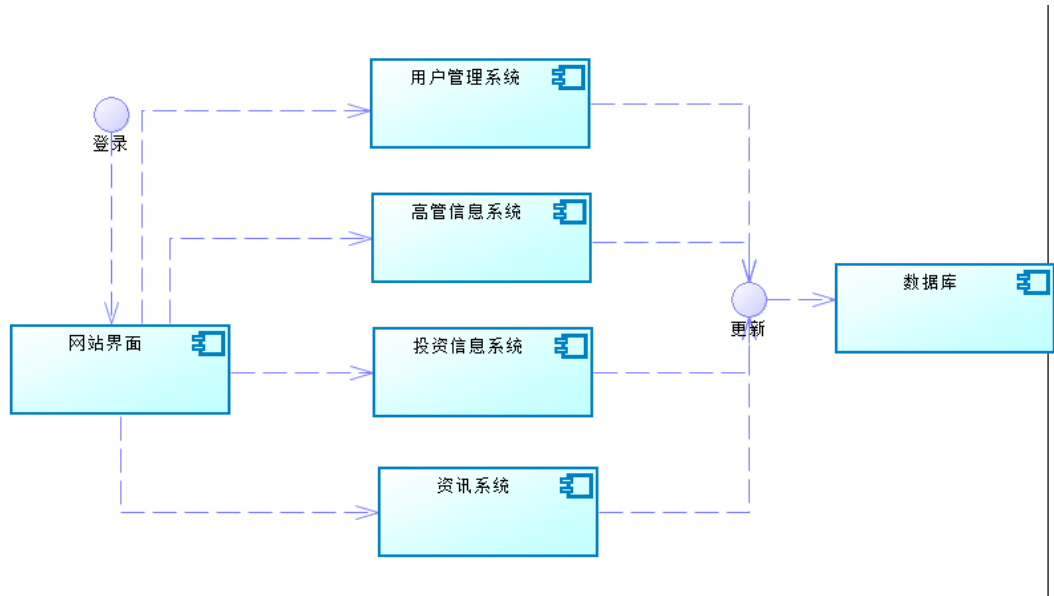 用户管理系统
登录
高管信息系统
数据库
更新
网站界面
投资信息系统
资讯系统